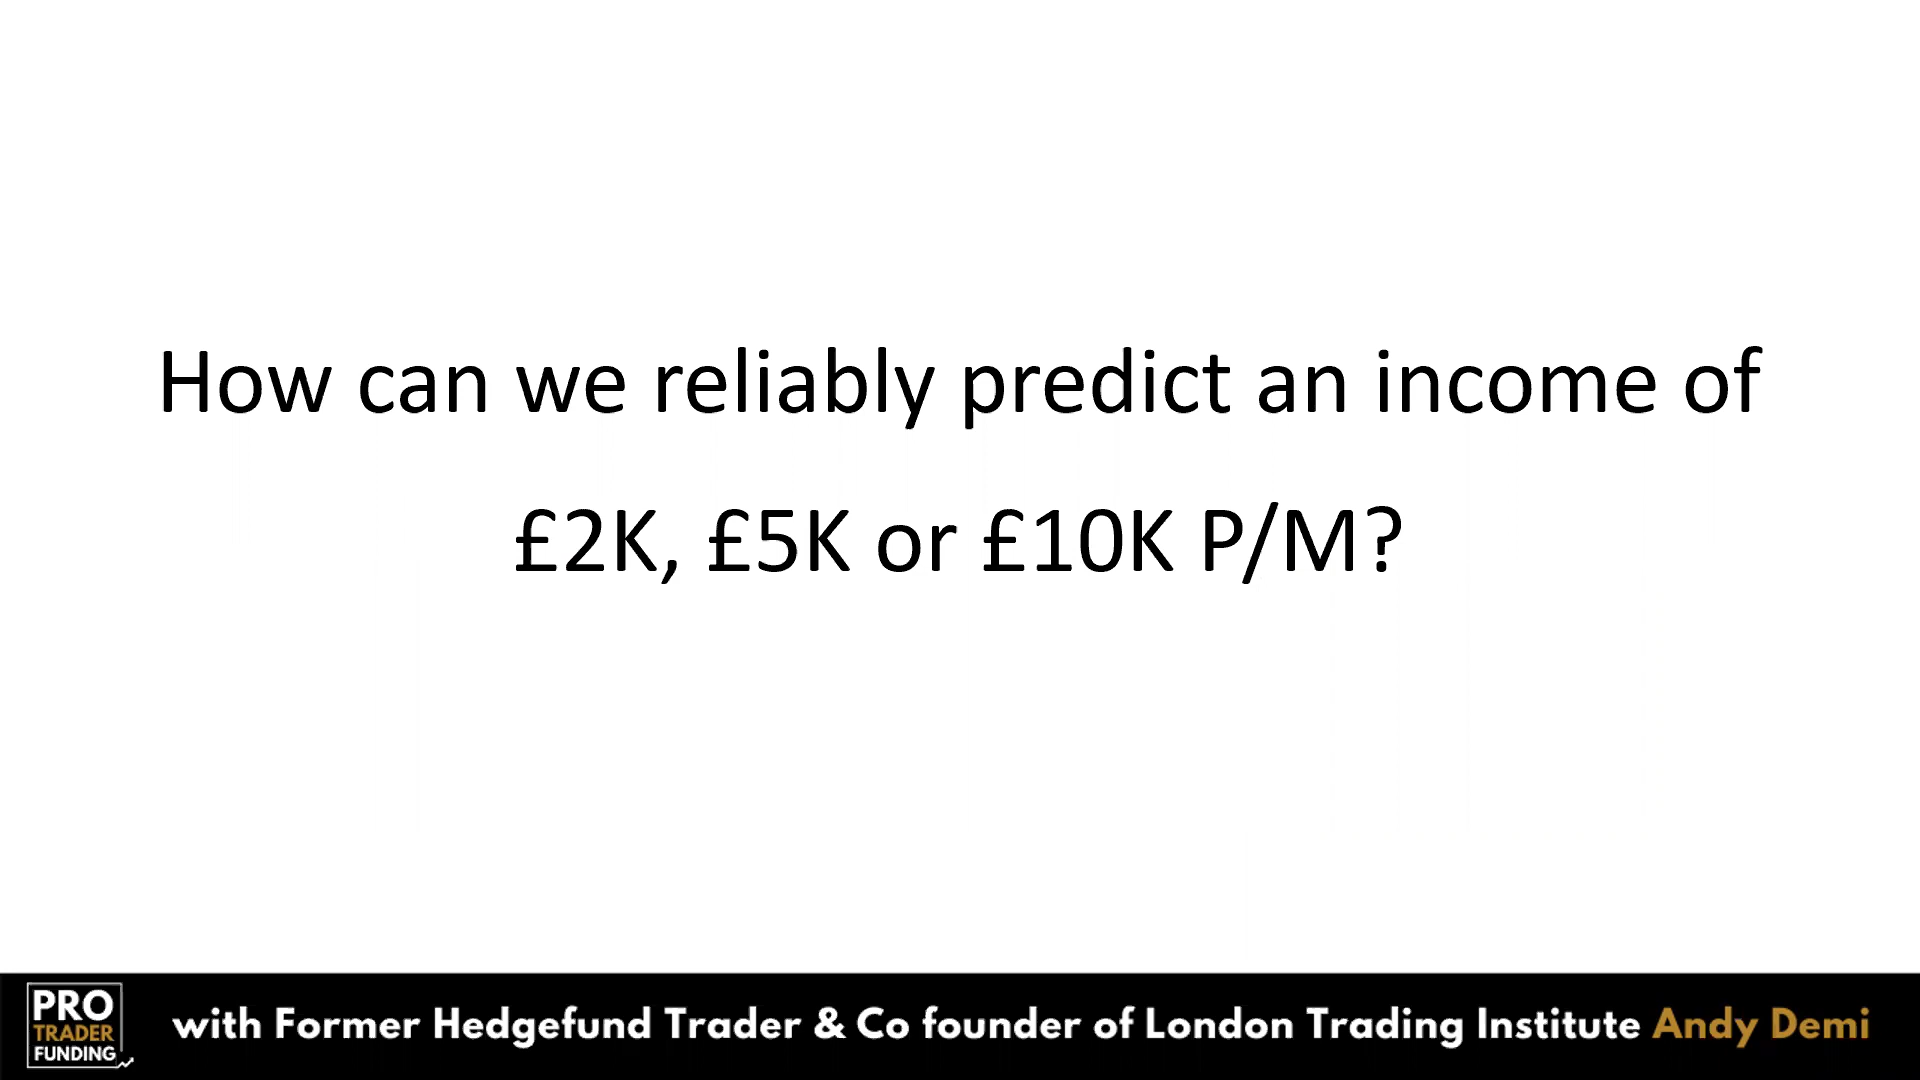 How can we reliably predict an income of
£2K, £5K or £10K P/M?
PRO
TRADER
FUNDING
with Former Hedgefund Trader & Co founder of London Trading Institute Andy Demi